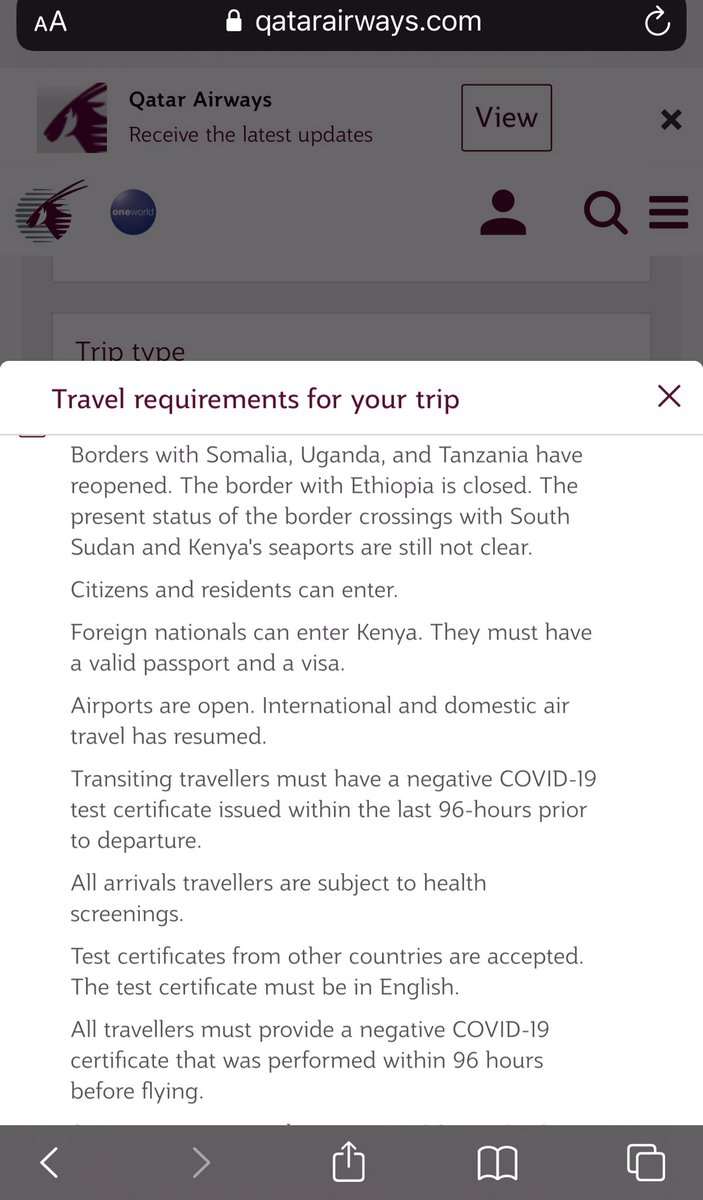 AA
qatarairways.com
Qatar Airways
Receive the latest updates
View
oneworld
Trip type
Travel requirements for your trip
Borders with Somalia, Uganda, and Tanzania have
reopened. The border with Ethiopia is closed. The
present status of the border crossings with South
Sudan and Kenya's seaports are still not clear.
Citizens and residents can enter.
Foreign nationals can enter Kenya. They must have
a valid passport and a visa.
Airports are open. International and domestic air
travel has resumed.
Transiting travellers must have a negative COVID-19
test certificate issued within the last 96-hours prior
to departure.
All arrivals travellers are subject to health
screenings.
Test certificates from other countries are accepted.
The test certificate must be in English.
All travellers must provide a negative COVID-19
certificate that was performed within 96 hours
before flying.